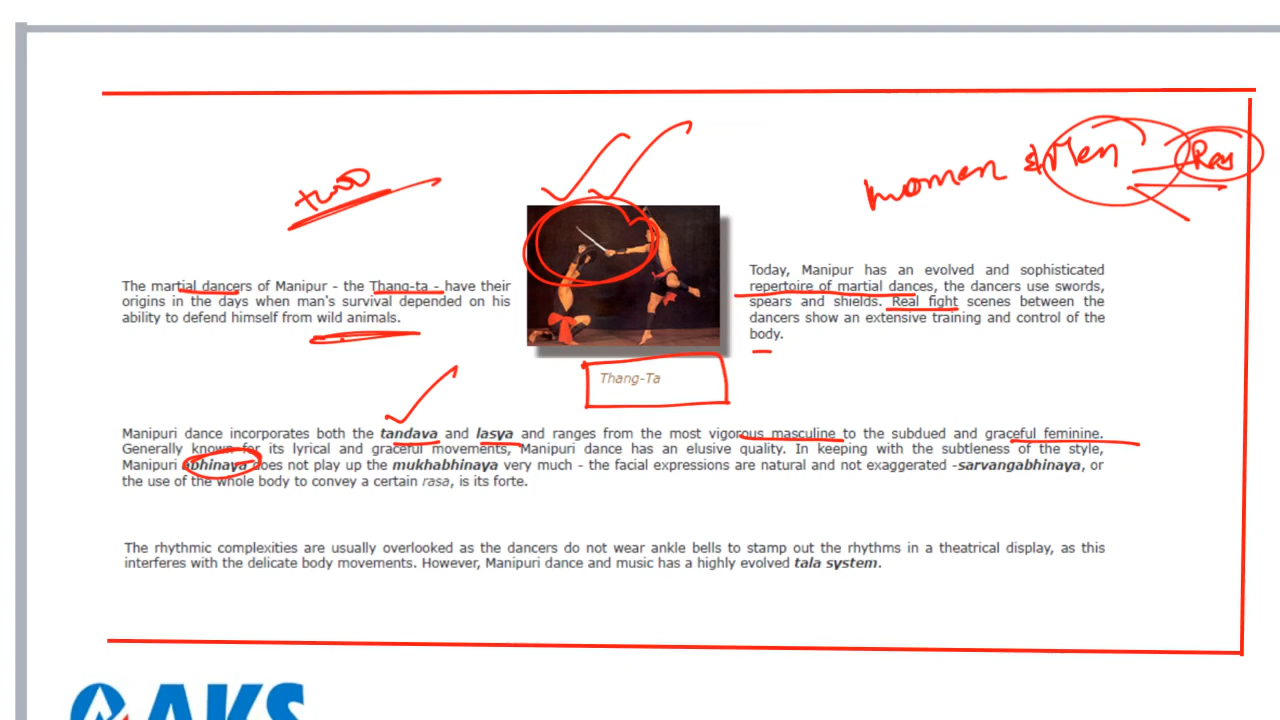 women & Men Ras
two
The martial dancers of Manipur - the Thang-ta - have their
origins in the days when man's survival depended on his
ability to defend himself from wild animals.
Today, Manipur has an evolved and sophisticated
repertoire of martial dances, the dancers use swords,
spears and shields. Real fight scenes between the
dancers show an extensive training and control of the
body.
Thang-Ta
Manipuri dance incorporates both the tandava and lasya and ranges from the most vigorous masculine to the subdued and graceful feminine.
Generally known for its lyrical and graceful movements, Manipuri dance has an elusive quality. In keeping with the subtleness of the style,
Manipuri abhinaya does not play up the mukhabhinaya very much - the facial expressions are natural and not exaggerated -sarvangabhinaya, or
the use of the whole body to convey a certain rasa, is its forte.
The rhythmic complexities are usually overlooked as the dancers do not wear ankle bells to stamp out the rhythms in a theatrical display, as this
interferes with the delicate body movements. However, Manipuri dance and music has a highly evolved tala system.
AKS